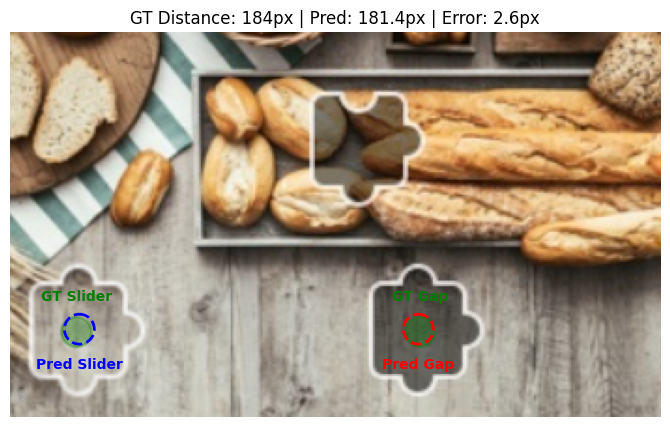 GT Distance: 184px | Pred: 181.4px | Error: 2.6px
GT Slider
GT Gap
Pred Slider
Pred Gap